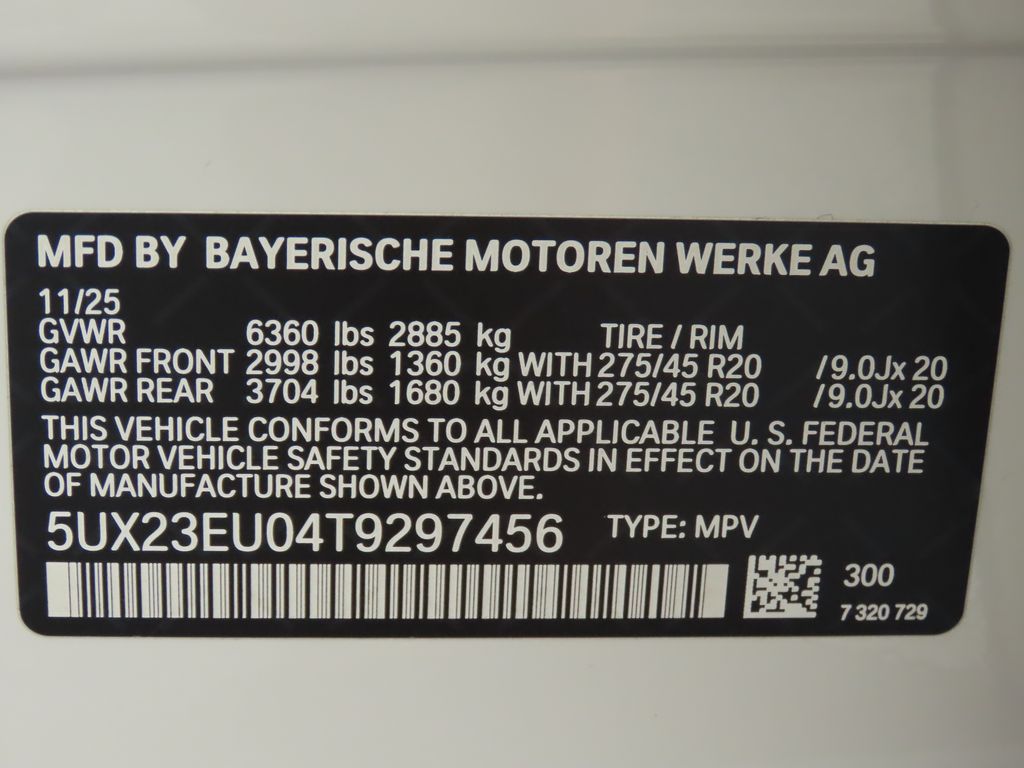 MFD BY BAYERISCHE MOTOREN WERKE AG
11/25
GVWR 6360 lbs 2885 kg TIRE / RIM
GAWR FRONT 2998 lbs 1360 kg WITH 275/45 R20 /9.0Jx 20
GAWR REAR 3704 lbs 1680 kg WITH 275/45 R20 /9.0Jx 20
THIS VEHICLE CONFORMS TO ALL APPLICABLE U. S. FEDERAL
MOTOR VEHICLE SAFETY STANDARDS IN EFFECT ON THE DATE
OF MANUFACTURE SHOWN ABOVE.
5UX23EU04T9297456 TYPE: MPV
300
7 320 729